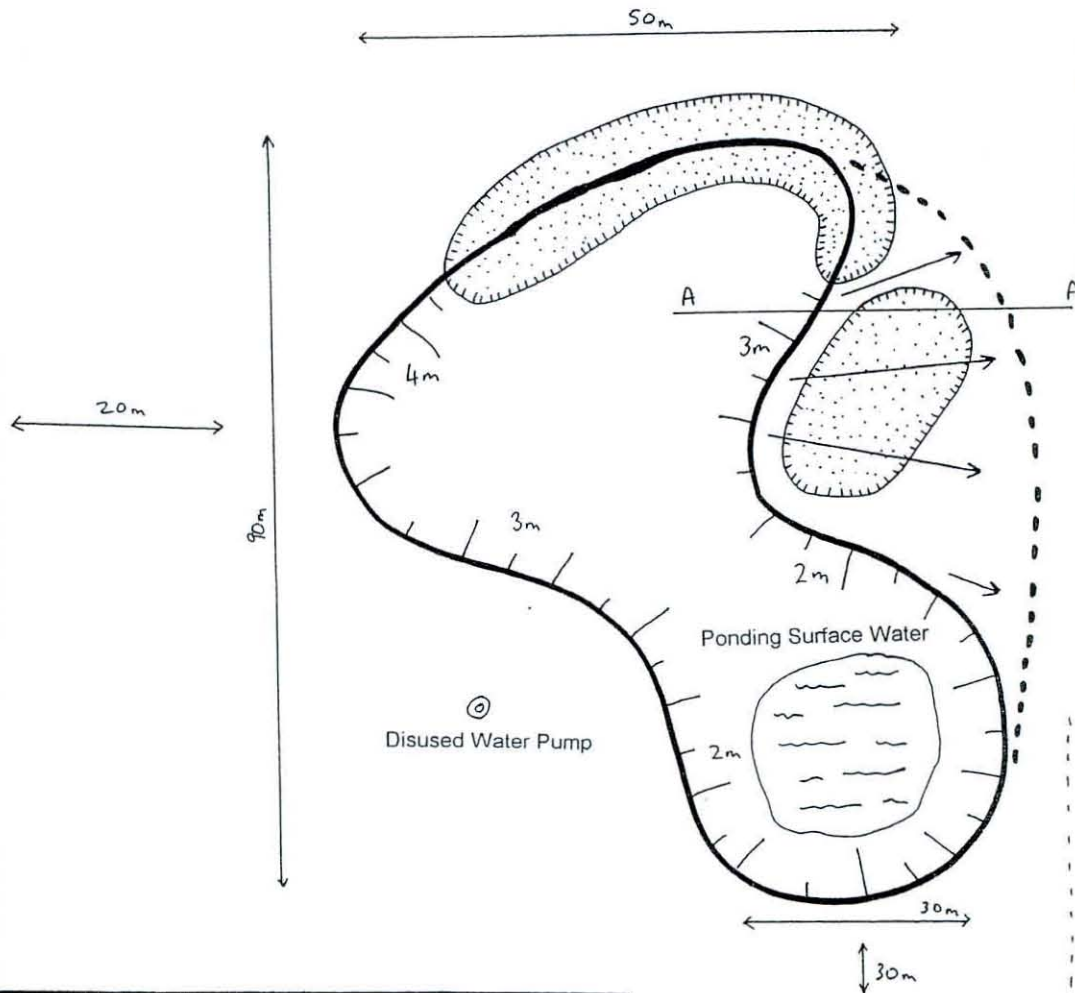 50m
A
A
3m
4m
20m
90m
3m
2m
Ponding Surface Water
Disused Water Pump
2m
30m
30m